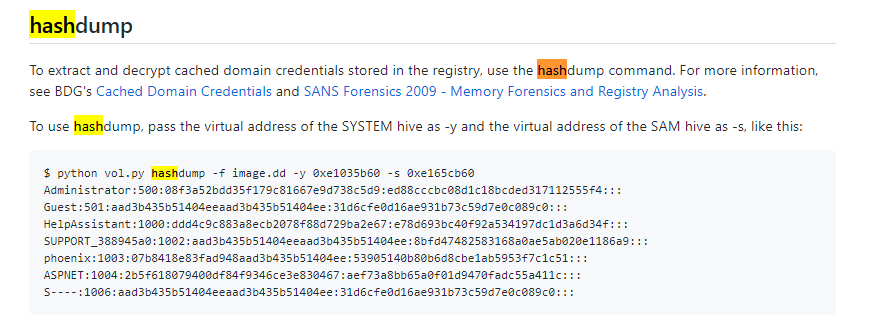 hashdump
To extract and decrypt cached domain credentials stored in the registry, use the hashdump command. For more information,
see BDG's Cached Domain Credentials and SANS Forensics 2009 - Memory Forensics and Registry Analysis.
To use hashdump, pass the virtual address of the SYSTEM hive as -y and the virtual address of the SAM hive as -s, like this:
$ python vol.py hashdump -f image.dd -y 0xe1035b60 -s 0xe165cb60
Administrator:500:08f3a52bdd35f179c81667e9d738c5d9:ed88cccbc08d1c18bcded317112555f4:::
Guest:501:aad3b435b51404eeaad3b435b51404ee:31d6cfe0d16ae931b73c59d7e0c089c0:::
HelpAssistant:1000:ddd4c9c883a8ecb2078f88d729ba2e67:e78d693bc40f92a534197dc1d3a6d34f:::
SUPPORT_388945a0:1002:aad3b435b51404eeaad3b435b51404ee:8bfd47482583168a0ae5ab020e1186a9:::
phoenix:1003:07b8418e83fad948aad3b435b51404ee:53905140b80b6d8cbe1ab5953f7c1c51:::
ASPNET:1004:2b5f618079400df84f9346ce3e830467:aef73a8bb65a0f01d9470fadc55a411c:::
S----:1006:aad3b435b51404eeaad3b435b51404ee:31d6cfe0d16ae931b73c59d7e0c089c0:::